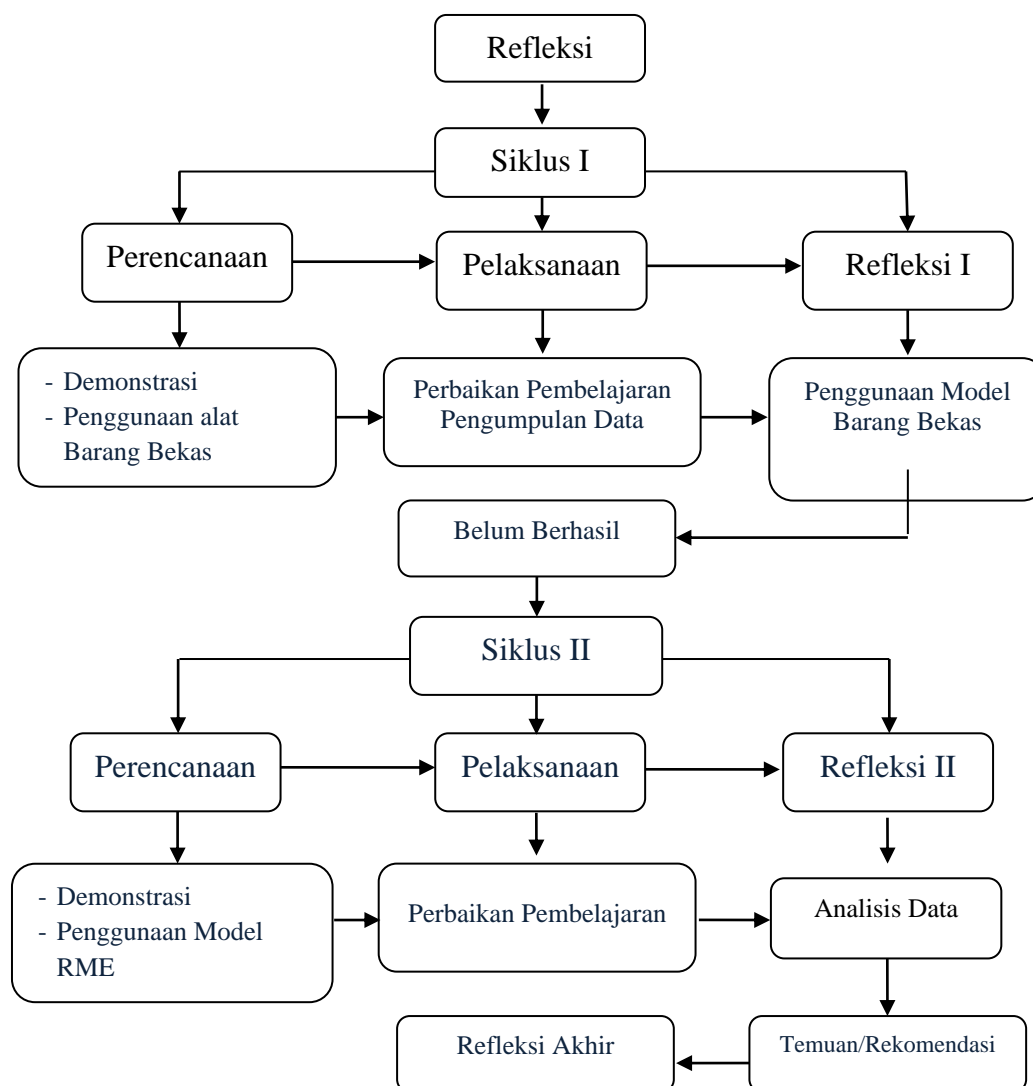 Refleksi
Siklus I
Perencanaan
Pelaksanaan
Refleksi I
- Demonstrasi
- Penggunaan alat
Barang Bekas
Perbaikan Pembelajaran
Pengumpulan Data
Penggunaan Model
Barang Bekas
Belum Berhasil
Siklus II
Perencanaan
Pelaksanaan
Refleksi II
- Demonstrasi
- Penggunaan Model
RME
Perbaikan Pembelajaran
Analisis Data
Refleksi Akhir
Temuan/Rekomendasi